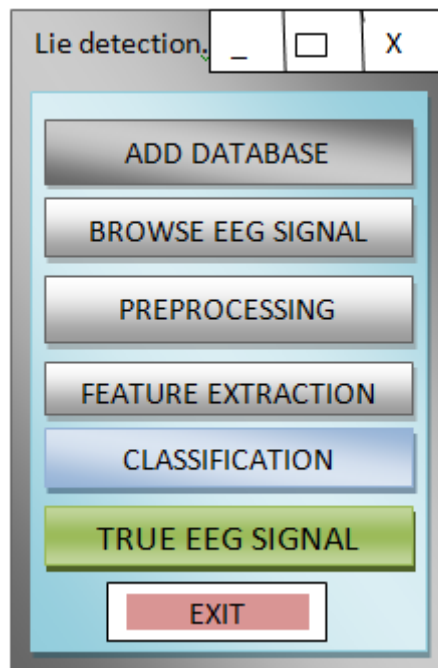 Lie detection. _ X
ADD DATABASE
BROWSE EEG SIGNAL
PREPROCESSING
FEATURE EXTRACTION
CLASSIFICATION
TRUE EEG SIGNAL
EXIT